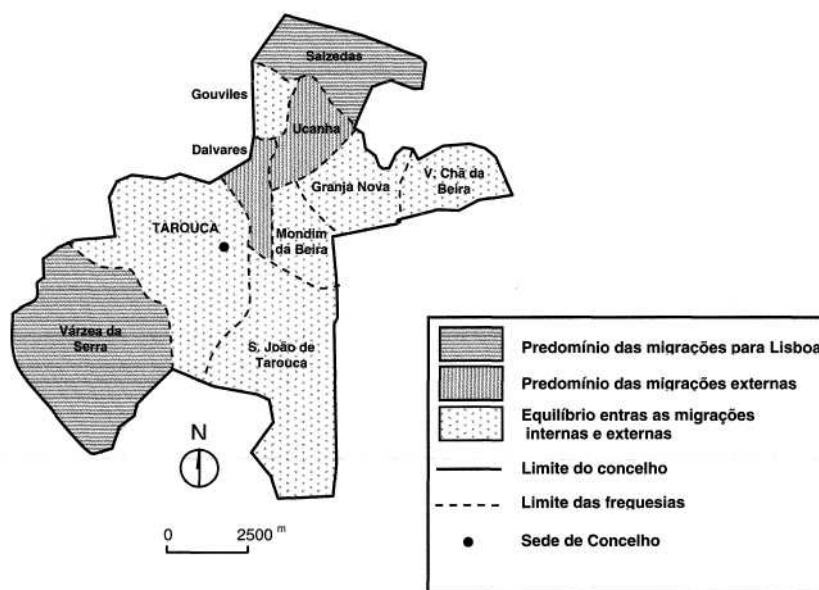 Salzedas
Gouviles
Ucanha
Dalvares
Granja Nova
V. Chã da
Beira
TAROUCA
Mondim
da Beira
Várzea da
Serra
S. João de
Tarouca
N
0 2500 m
Predomínio das migrações para Lisboa
Predomínio das migrações externas
Equilíbrio entras as migrações
internas e externas
Limite do concelho
Limite das freguesias
Sede de Concelho